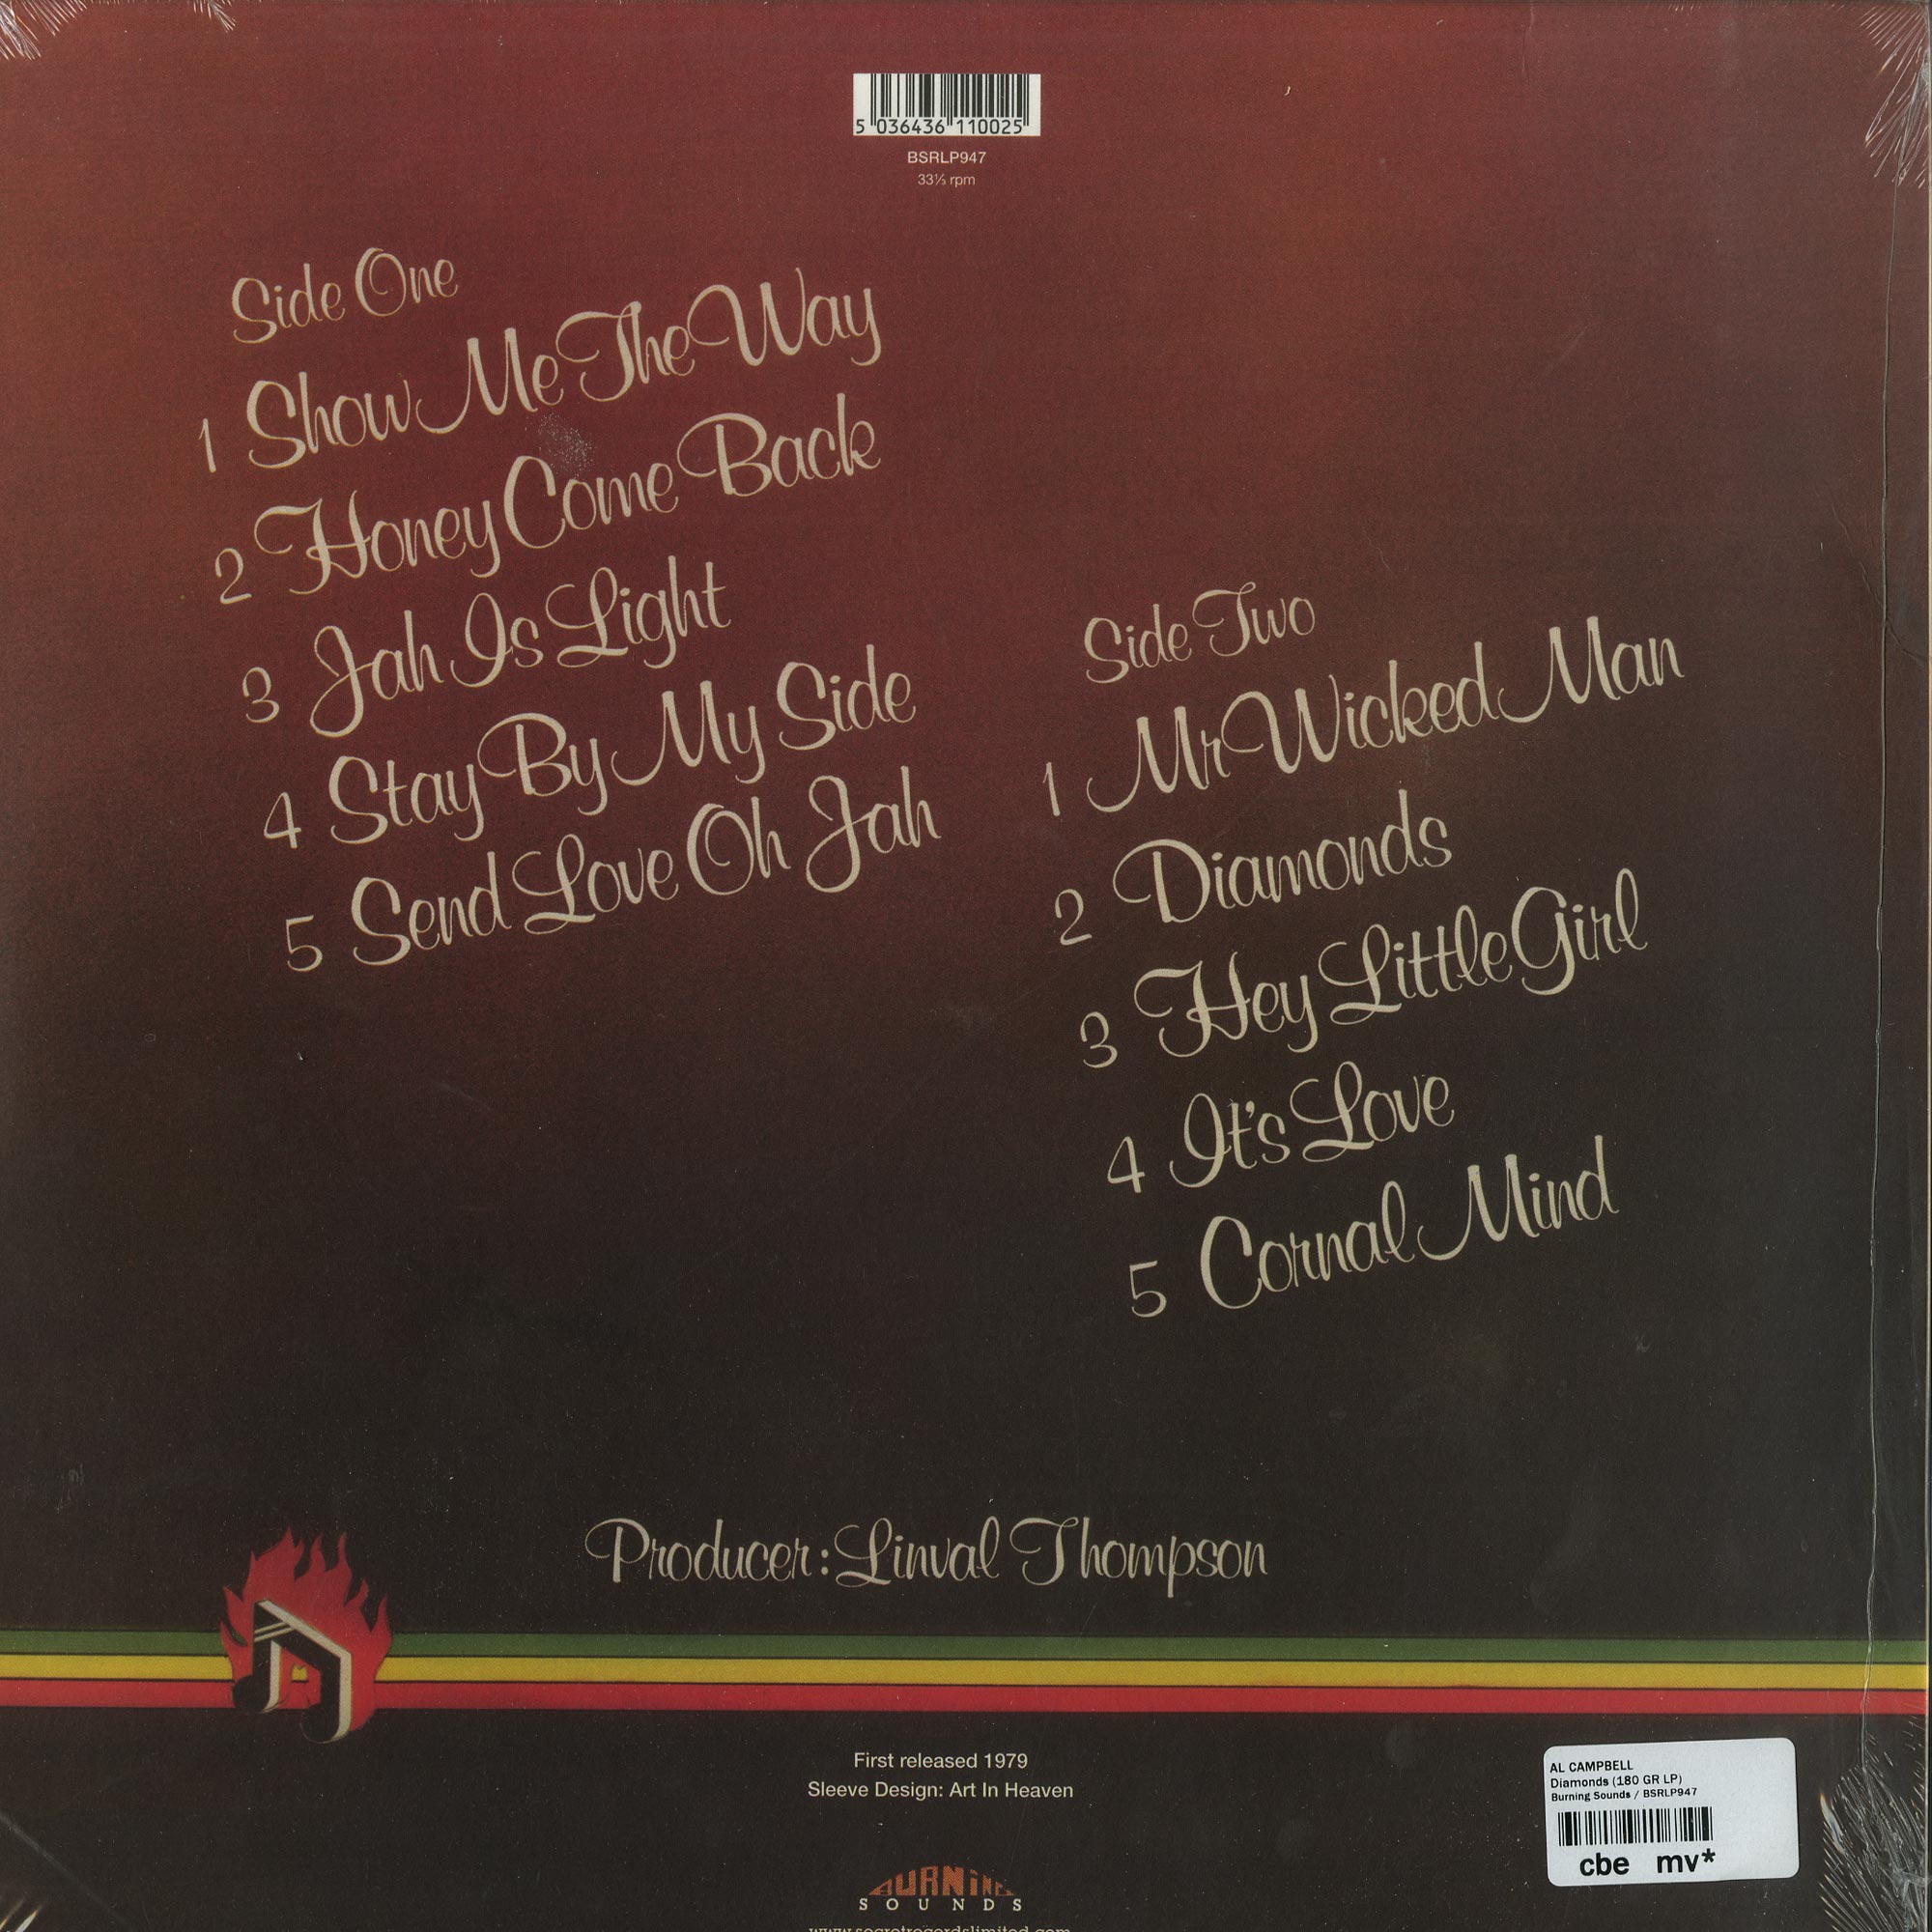 5 036436 110025
BSRLP947
33⅓ rpm
Side One
1 Show Me The Way
2 Honey Come Back
3 Jah Is Light
4 Stay By My Side
5 Send Love Oh Jah
Side Two
1 Mr Wicked Man
2 Diamonds
3 Hey Little Girl
4 It's Love
5 Cornal Mind
Producer: Linval Thompson
First released 1979
Sleeve Design: Art In Heaven
BURNING
SOUNDS
www.secretrecordslimited.com
AL CAMPBELL
Diamonds (180 GR LP)
Burning Sounds / BSRLP947
cbe mv*